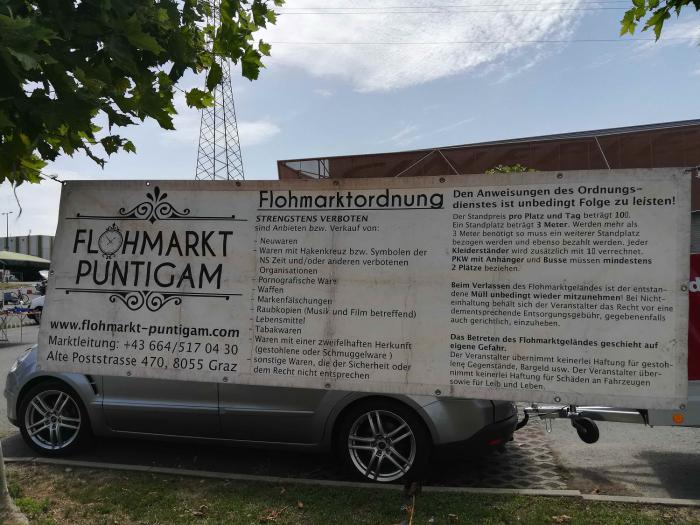 FLOHMARKT
PUNTIGAM
www.flohmarkt-puntigam.com
Marktleitung: +43 664/517 04 30
Alte Poststrasse 470, 8055 Graz
Flohmarktordnung
STRENGSTENS VERBOTEN
sind Anbieten bzw. Verkauf von:
- Neuwaren
- Waren mit Hakenkreuz bzw. Symbolen der
NS Zeit und/oder anderen verbotenen
Organisationen
- Pornografische Ware
- Waffen
- Markenfälschungen
- Raubkopien (Musik und Film betreffend)
- Lebensmittel
- Tabakwaren
- Waren mit einer zweifelhaften Herkunft
(gestohlene oder Schmuggelware )
- sonstige Waren, die der Sicherheit oder
dem Recht nicht entsprechen
Den Anweisungen des Ordnungs-
dienstes ist unbedingt Folge zu leisten!
Der Standpreis pro Platz und Tag beträgt 10€.
Ein Standplatz beträgt 3 Meter. Werden mehr als
3 Meter benötigt so muss ein weiterer Standplatz
bezogen werden und ebenso bezahlt werden. Jeder
Kleiderständer wird zusätzlich mit 1€ verrechnet.
PKW mit Anhänger und Busse müssen mindestens
2 Plätze beziehen.
Beim Verlassen des Flohmarktgeländes ist der entstan-
dene Müll unbedingt wieder mitzunehmen! Bei Nicht-
einhaltung behält sich der Veranstalter das Recht vor eine
dementsprechende Entsorgungsgebühr, gegebenenfalls
auch gerichtlich, einzuheben.
Das Betreten des Flohmarktgeländes geschieht auf
eigene Gefahr.
Der Veranstalter übernimmt keinerlei Haftung für gestoh-
lene Gegenstände, Bargeld usw. Der Veranstalter über-
nimmt keinerlei Haftung für Schäden an Fahrzeugen
sowie für Leib und Leben.